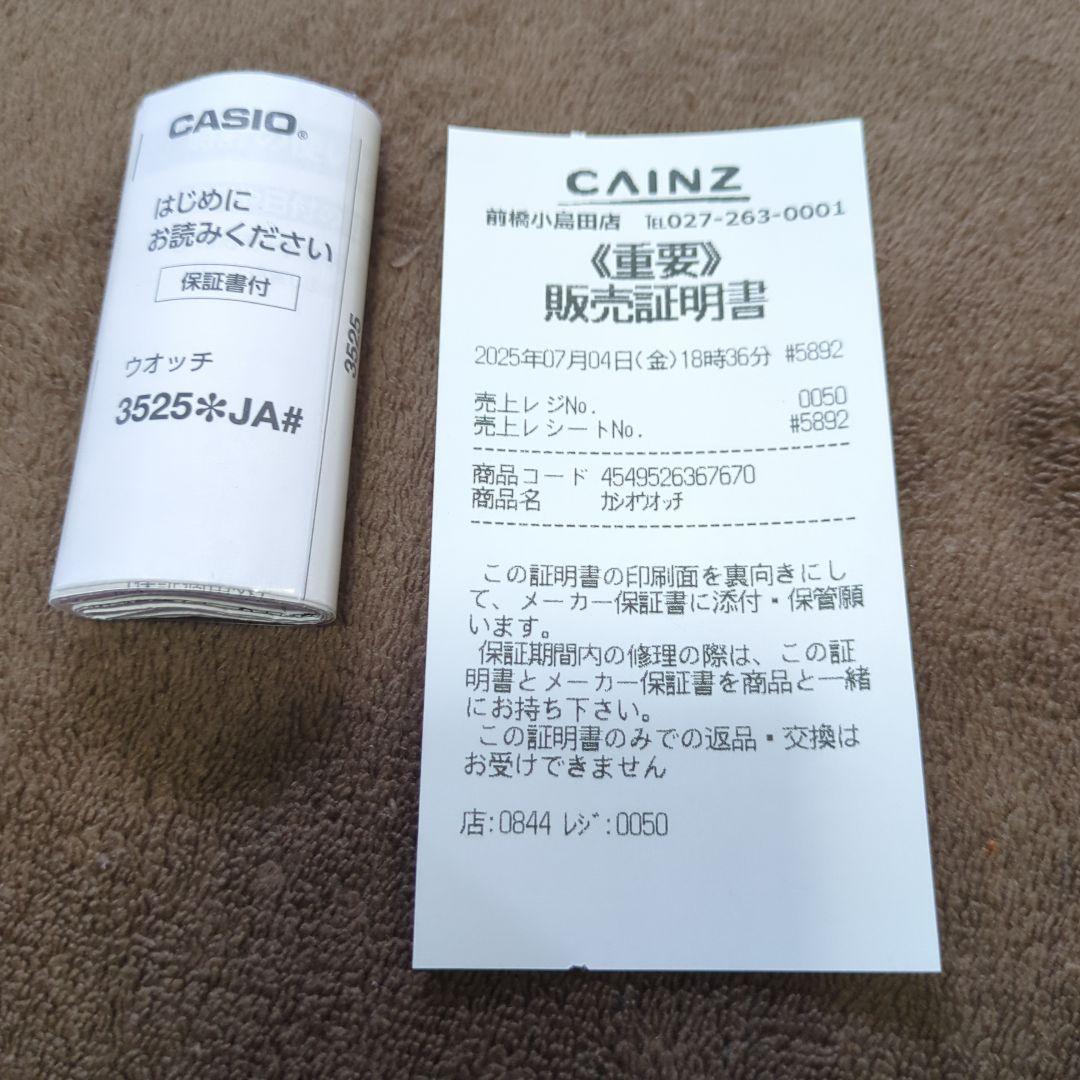 CASIO®
はじめに
お読みください
保証書付
ウオッチ
3525✻JA#
3525
CAINZ
前橋小島田店 ℡027-263-0001
《重要》
販売証明書
2025年07月04日(金)18時36分 #5892
売上レジNo. 0050
売上レシートNo. #5892
商品コード 4549526367670
商品名 ｶｼｵｳｵｯﾁ
この証明書の印刷面を裏向きにし
て、メーカー保証書に添付・保管願
います。
保証期間内の修理の際は、この証
明書とメーカー保証書を商品と一緒
にお持ち下さい。
この証明書のみでの返品・交換は
お受けできません
店:0844 ﾚｼﾞ:0050